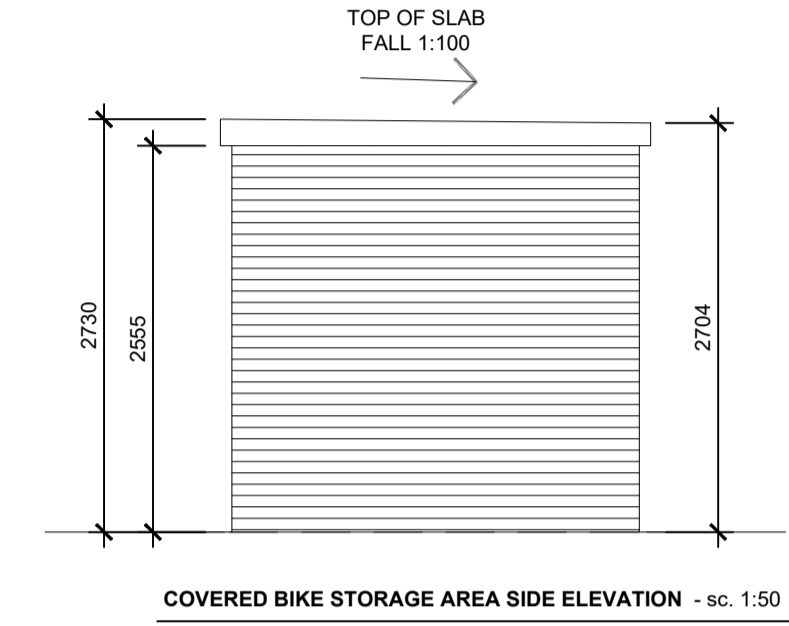 TOP OF SLAB
FALL 1:100
2730
2555
2704
COVERED BIKE STORAGE AREA SIDE ELEVATION - sc. 1:50